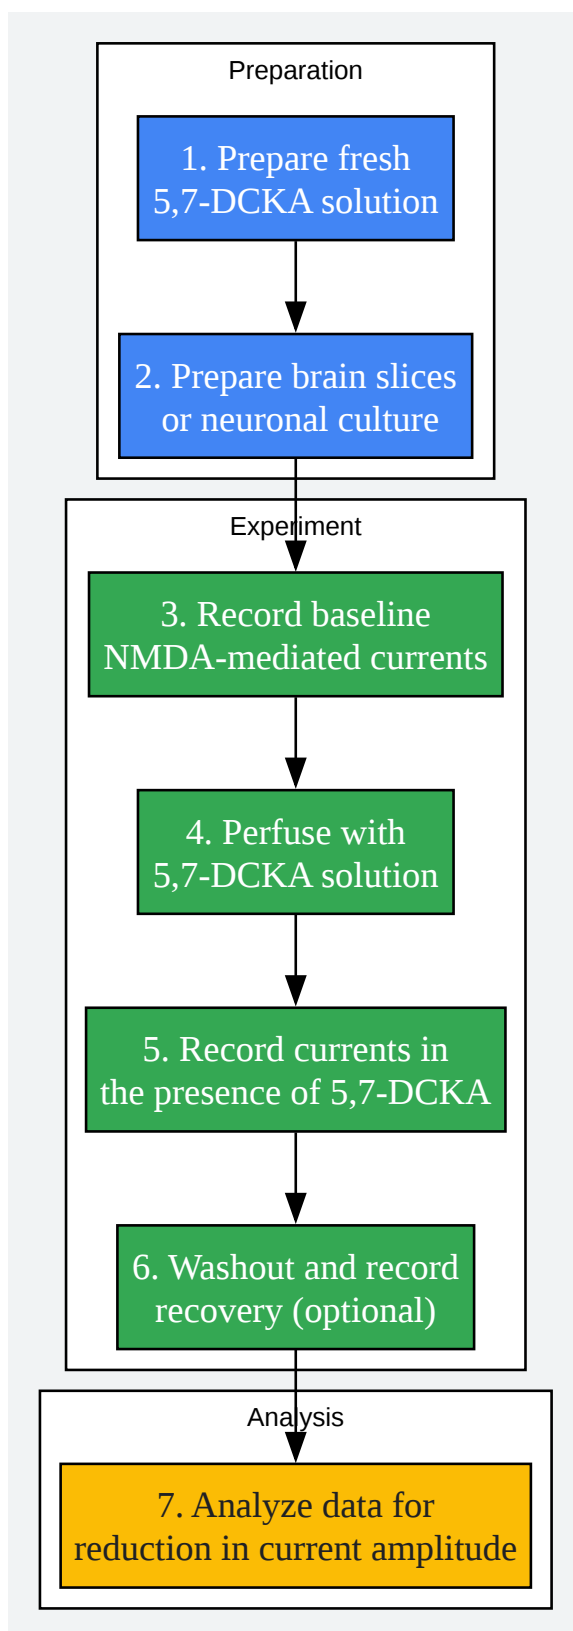 Preparation
1. Prepare fresh
5,7-DCKA solution
2. Prepare brain slices
or neuronal culture
Experiment
3. Record baseline
NMDA-mediated currents
4. Perfuse with
5,7-DCKA solution
5. Record currents in
the presence of 5,7-DCKA
6. Washout and record
recovery (optional)
Analysis
7. Analyze data for
reduction in current amplitude